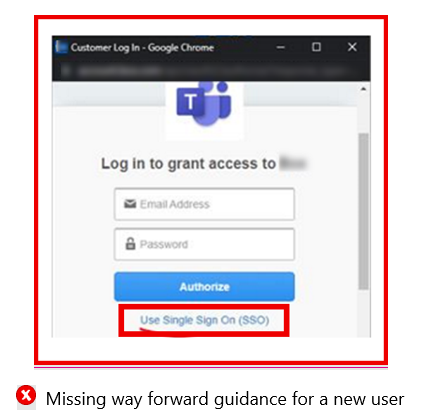 Customer Log In - Google Chrome
T
Log in to grant access to
Email Address
Password
Authorize
Use Single Sign On (SSO)
Missing way forward guidance for a new user